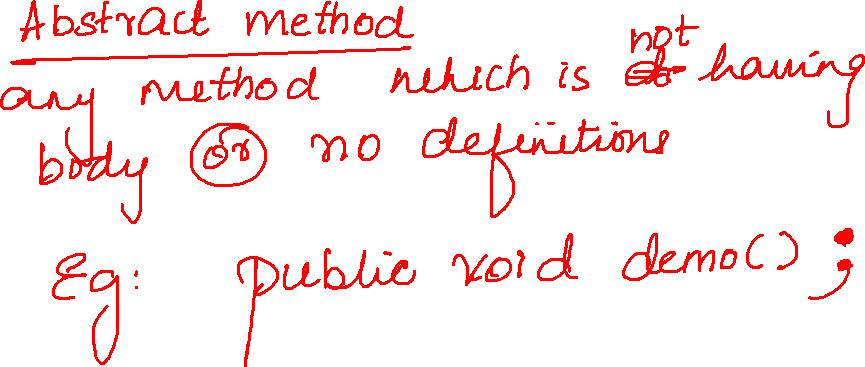 Abstract method
any method which is not having
body or no definitions
Eg: public void demo();